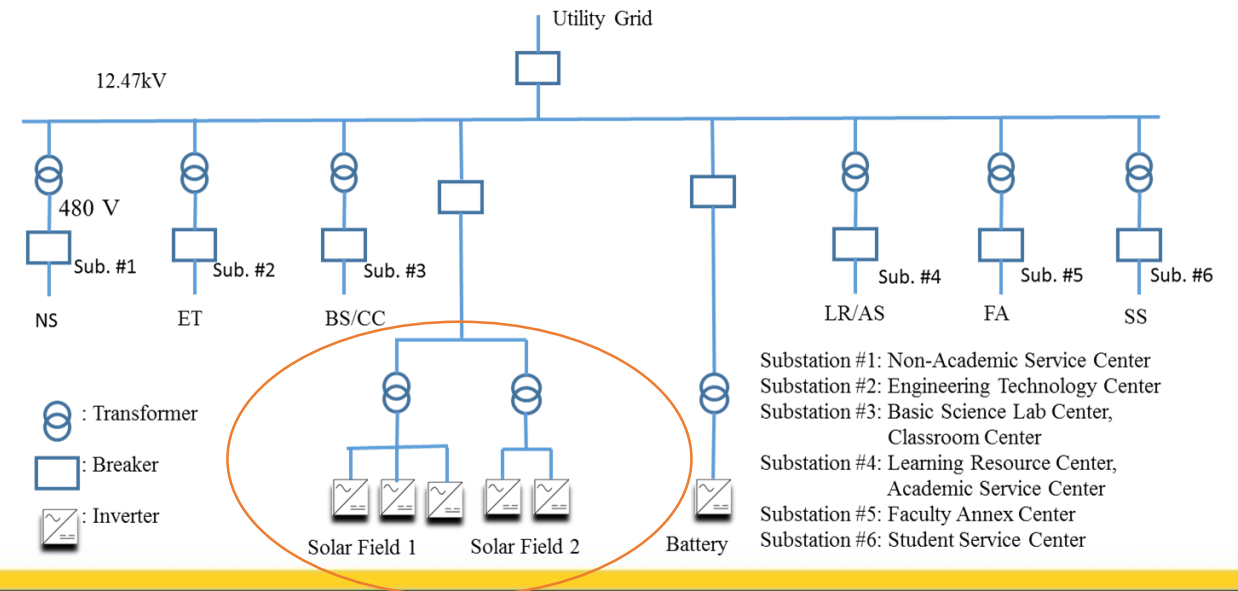 Utility Grid
12.47kV
480 V
Sub. #1
Sub. #2
Sub. #3
Sub. #4
Sub. #5
Sub. #6
NS
ET
BS/CC
LR/AS
FA
SS
: Transformer
: Breaker
: Inverter
Solar Field 1
Solar Field 2
Battery
Substation #1: Non-Academic Service Center
Substation #2: Engineering Technology Center
Substation #3: Basic Science Lab Center,
Classroom Center
Substation #4: Learning Resource Center,
Academic Service Center
Substation #5: Faculty Annex Center
Substation #6: Student Service Center